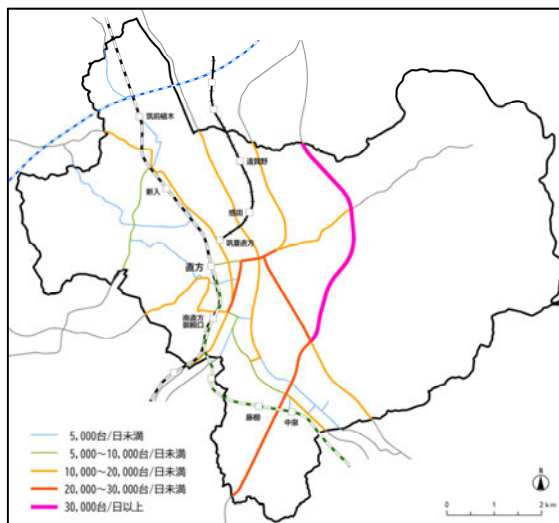 筑前植木
遠賀野
新入
感田
筑豊直方
直方
南直方
御殿口
藤棚
中泉
5,000台/日未満
5,000~10,000台/日未満
10,000~20,000台/日未満
20,000~30,000台/日未満
30,000台/日以上
N
0 1 2 km